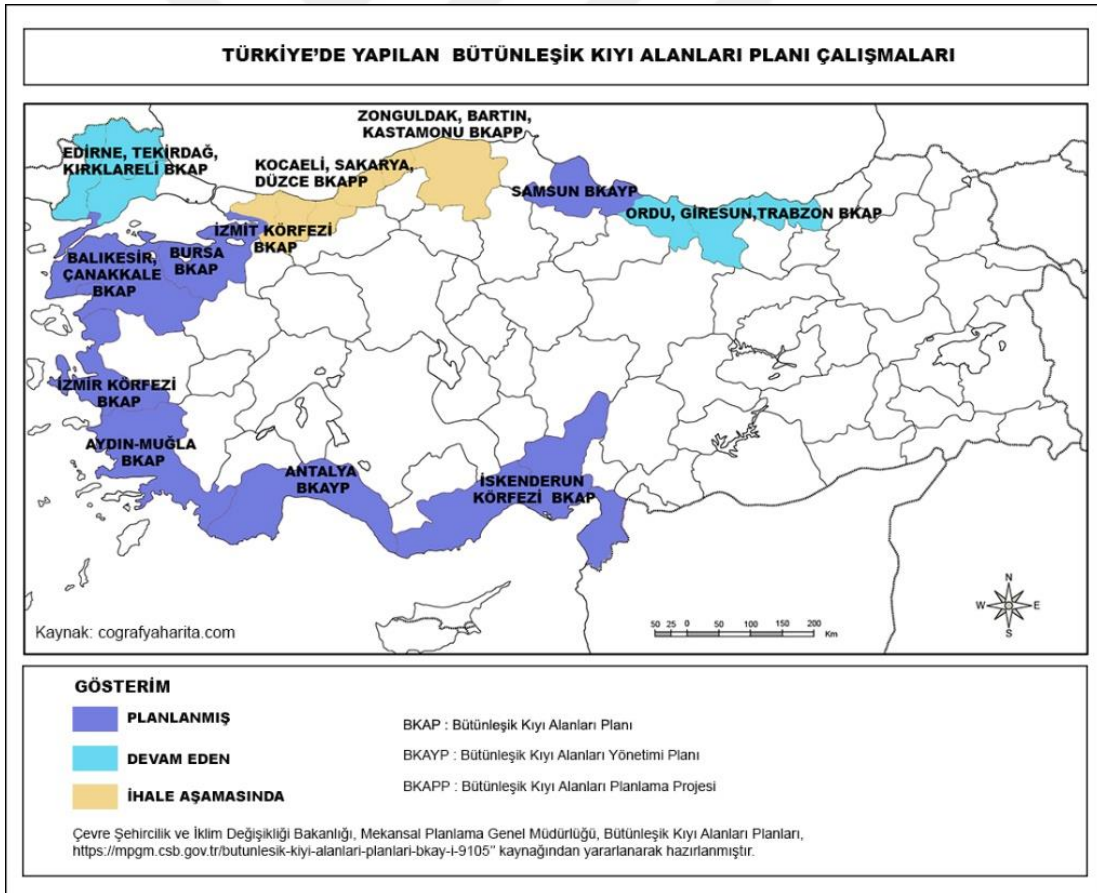 TÜRKİYE'DE YAPILAN BÜTÜNLEŞİK KIYI ALANLARI PLANI ÇALIŞMALARI
ZONGULDAK, BARTIN,
KASTAMONU BKAPP
EDİRNE, TEKİRDAĞ,
KIRKLARELİ BKAP
KOCAELİ, SAKARYA,
DÜZCE BKAPP
SAMSUN BKAYP
ORDU, GİRESUN,TRABZON BKAP
İZMİT KÖRFEZİ
BKAP
BURSA
BKAP
BALIKESİR,
ÇANAKKALE
BKAP
İZMİR KÖRFEZİ
BKAP
AYDIN-MUĞLA
BKAP
ANTALYA
BKAYP
İSKENDERUN
KÖRFEZİ BKAP
N
W
E
S
Kaynak: cografyaharita.com
50 25 0 50 100 150 200
Km
GÖSTERİM
PLANLANMIŞ
DEVAM EDEN
İHALE AŞAMASINDA
BKAP : Bütünleşik Kıyı Alanları Planı
BKAYP : Bütünleşik Kıyı Alanları Yönetimi Planı
BKAPP : Bütünleşik Kıyı Alanları Planlama Projesi
Çevre Şehircilik ve İklim Değişikliği Bakanlığı, Mekansal Planlama Genel Müdürlüğü, Bütünleşik Kıyı Alanları Planları,
https://mpgm.csb.gov.tr/butunlesik-kiyi-alanlari-planlari-bkay-i-9105" kaynağından yararlanarak hazırlanmıştır.